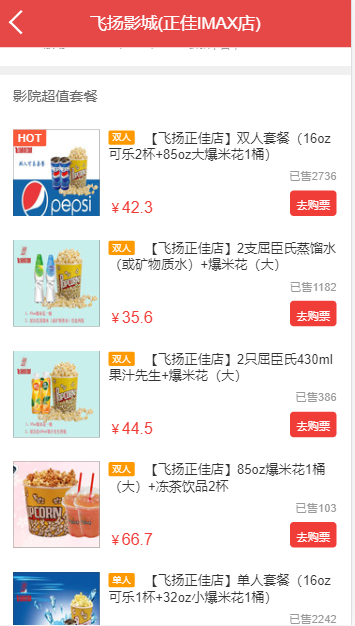 飞扬影城(正佳IMAX店)
影院超值套餐
HOT
pepsi
双人 【飞扬正佳店】双人套餐（16oz
可乐2杯+85oz大爆米花1桶）
已售2736
￥42.3
去购票
双人 【飞扬正佳店】2支屈臣氏蒸馏水
（或矿物质水）+爆米花（大）
已售1182
￥35.6
去购票
双人 【飞扬正佳店】2只屈臣氏430ml
果汁先生+爆米花（大）
已售386
￥44.5
去购票
POPCORN
双人 【飞扬正佳店】85oz爆米花1桶
（大）+冻茶饮品2杯
已售103
￥66.7
去购票
单人 【飞扬正佳店】单人套餐（16oz
可乐1杯+32oz小爆米花1桶）
已售2242